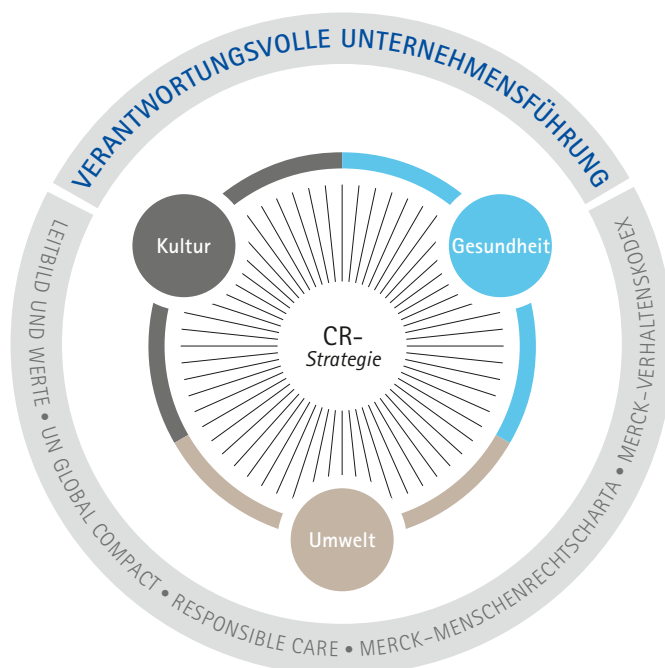 VERANTWORTUNGSVOLLE UNTERNEHMENSFÜHRUNG
Kultur
Gesundheit
CR-
Strategie
Umwelt
LEITBILD UND WERTE • UN GLOBAL COMPACT • RESPONSIBLE CARE • MERCK-MENSCHENRECHTSCHARTA • MERCK-VERHALTENSKODEX